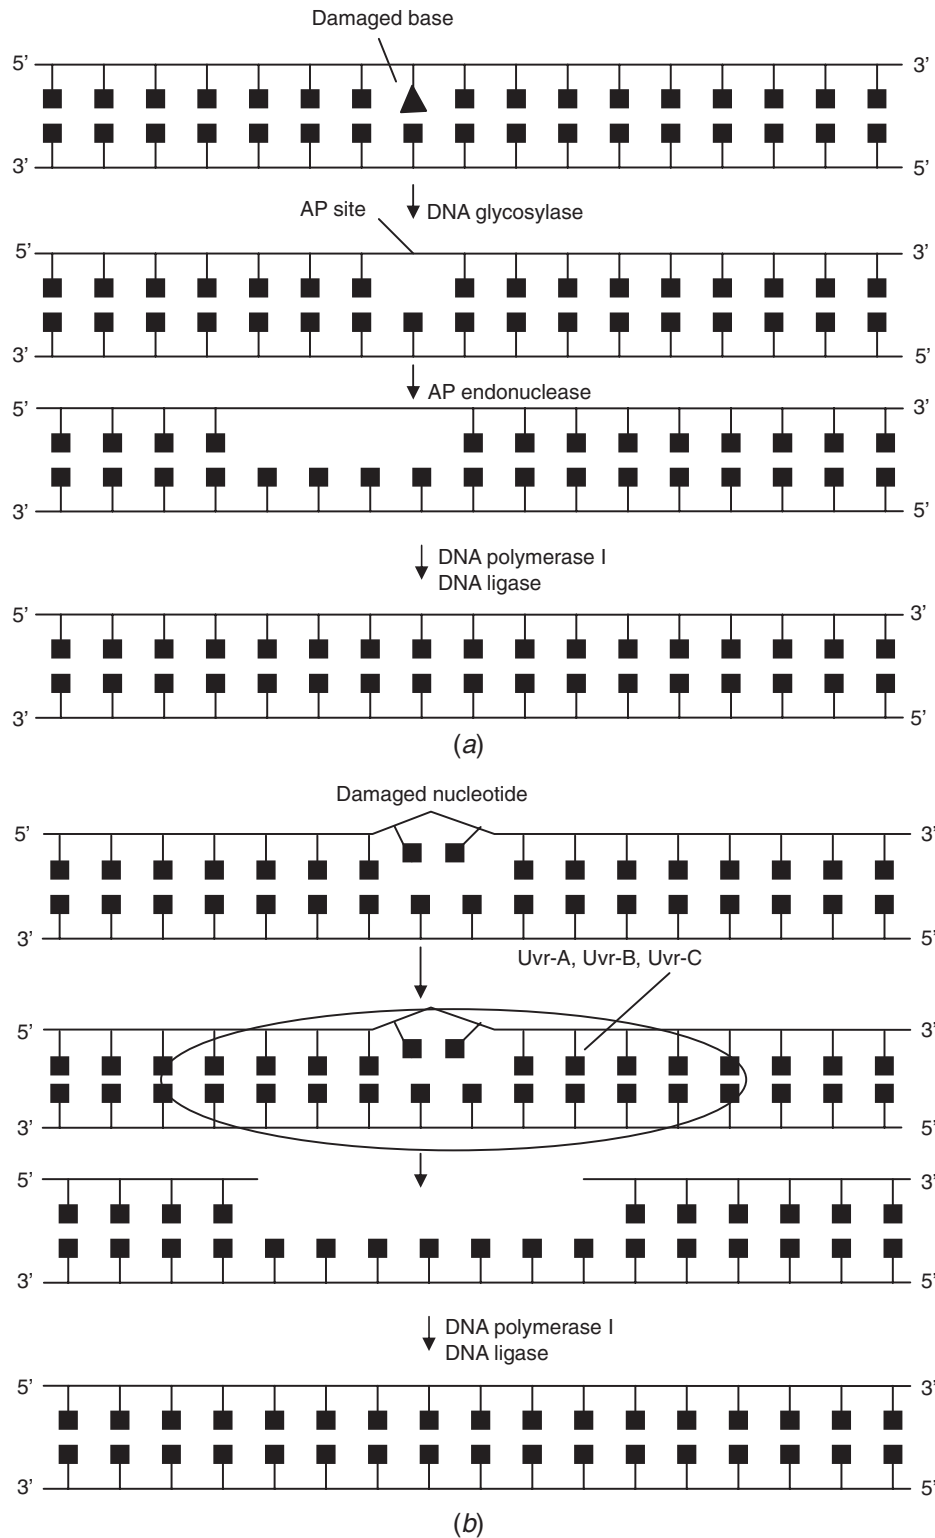 Damaged base
5’ 3’
3’ 5’
DNA glycosylase
AP site
5’ 3’
3’ 5’
AP endonuclease
5’ 3’
3’ 5’
DNA polymerase I
DNA ligase
5’ 3’
3’ 5’
(a)
Damaged nucleotide
5’ 3’
3’ 5’
Uvr-A, Uvr-B, Uvr-C
5’ 3’
3’ 5’
5’ 3’
3’ 5’
DNA polymerase I
DNA ligase
5’ 3’
3’ 5’
(b)